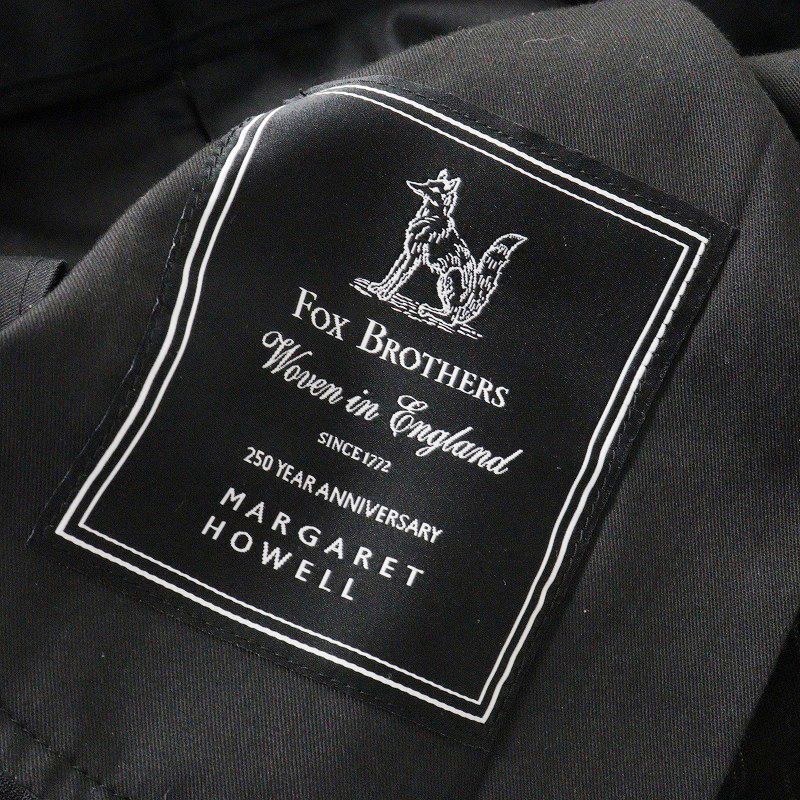 FOX BROTHERS
Woven in England
SINCE 1772
250 YEAR ANNIVERSARY
MARGARET
HOWELL